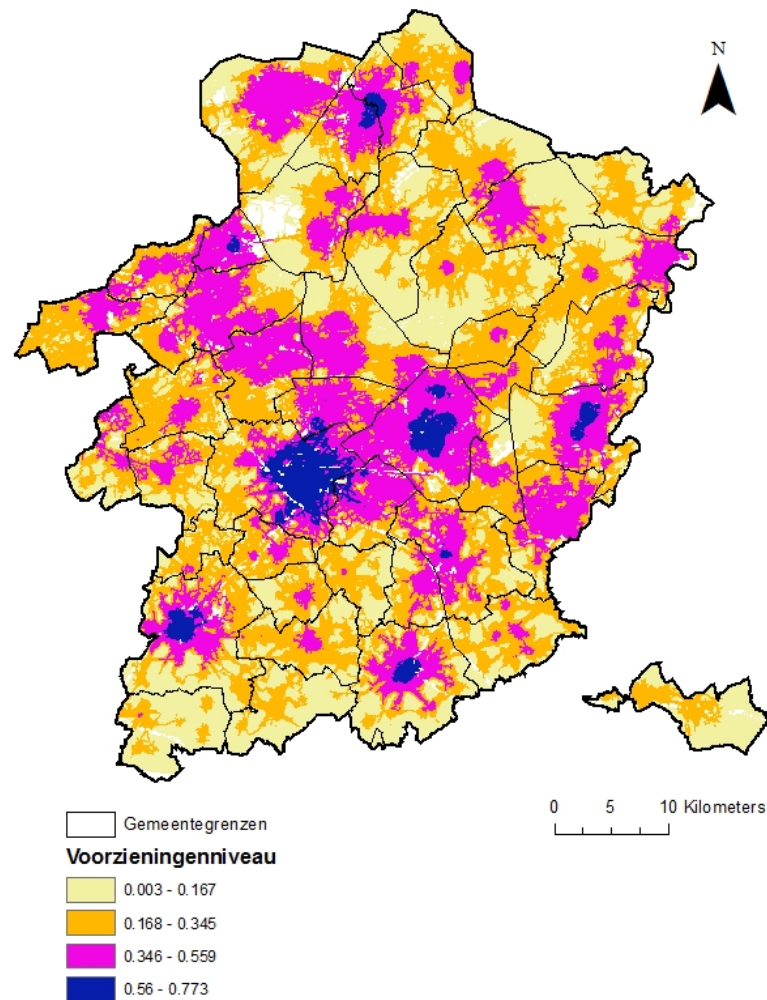 N
0 5 10 Kilometers
Gemeentegrenzen
Voorzieningenniveau
0.003 - 0.167
0.168 - 0.345
0.346 - 0.559
0.56 - 0.773